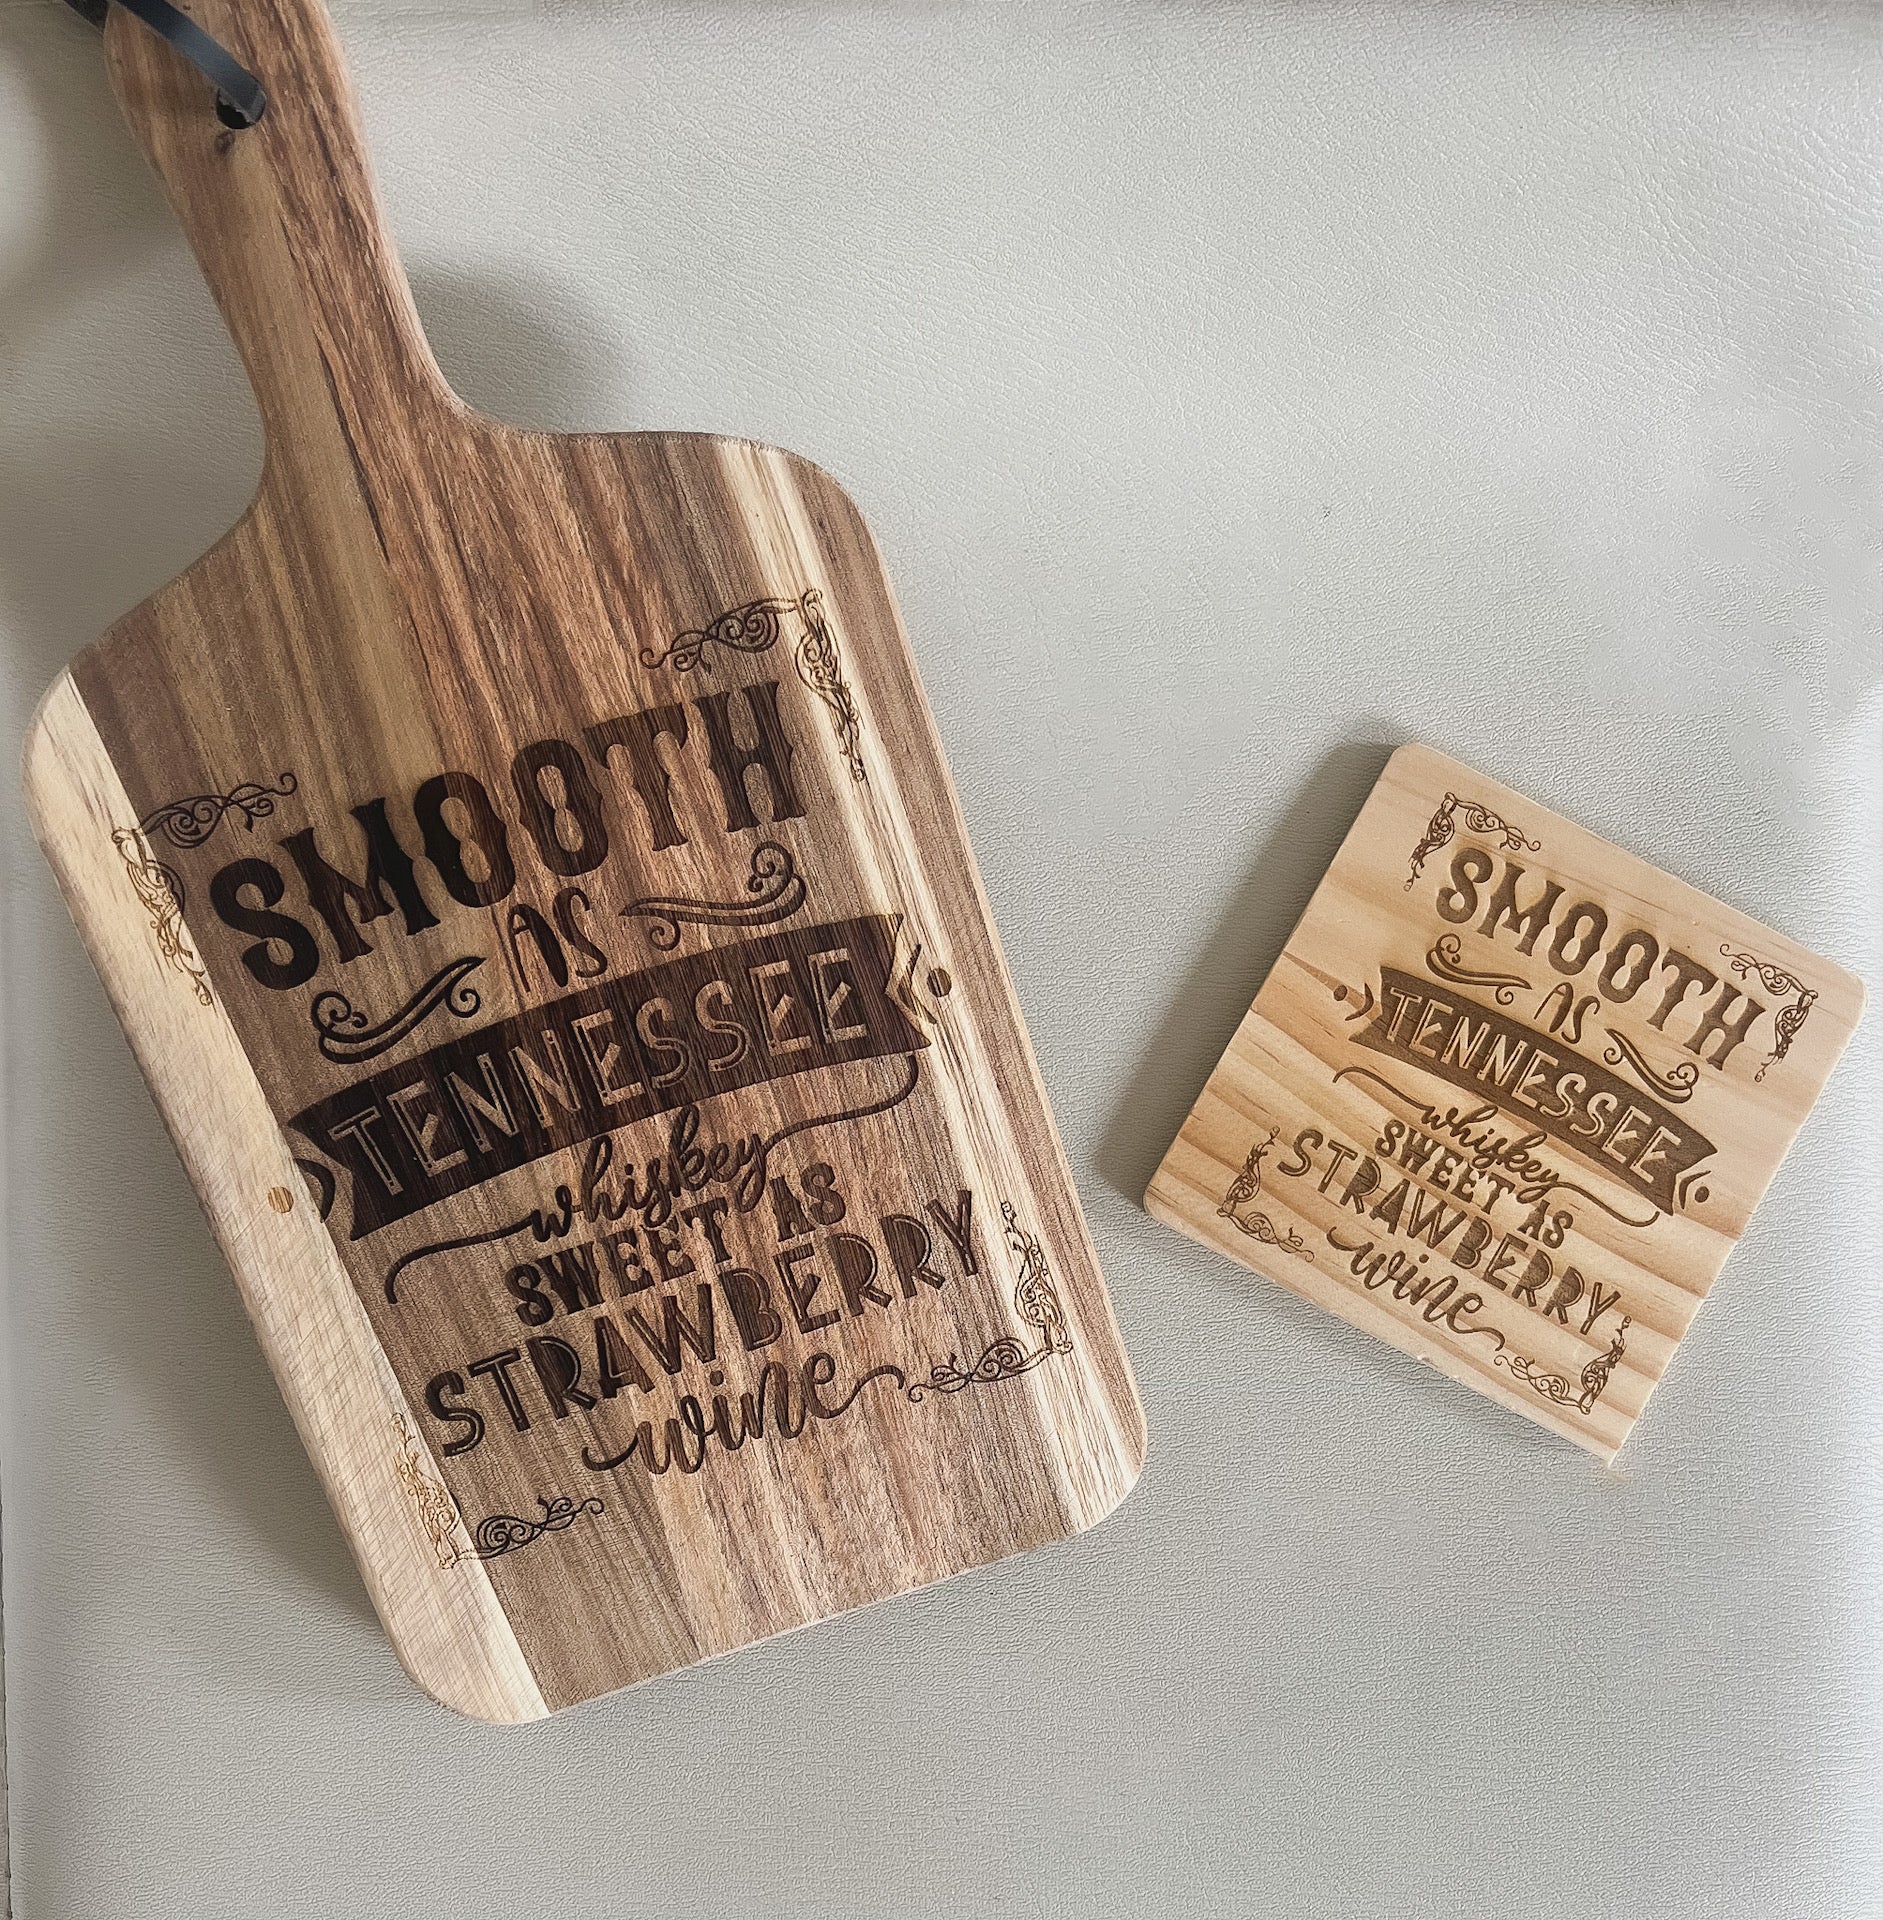 SMOOTH
AS
TENNESSEE
whiskey
SWEET AS
STRAWBERRY
wine
SMOOTH
AS
TENNESSEE
whiskey
SWEET AS
STRAWBERRY
wine